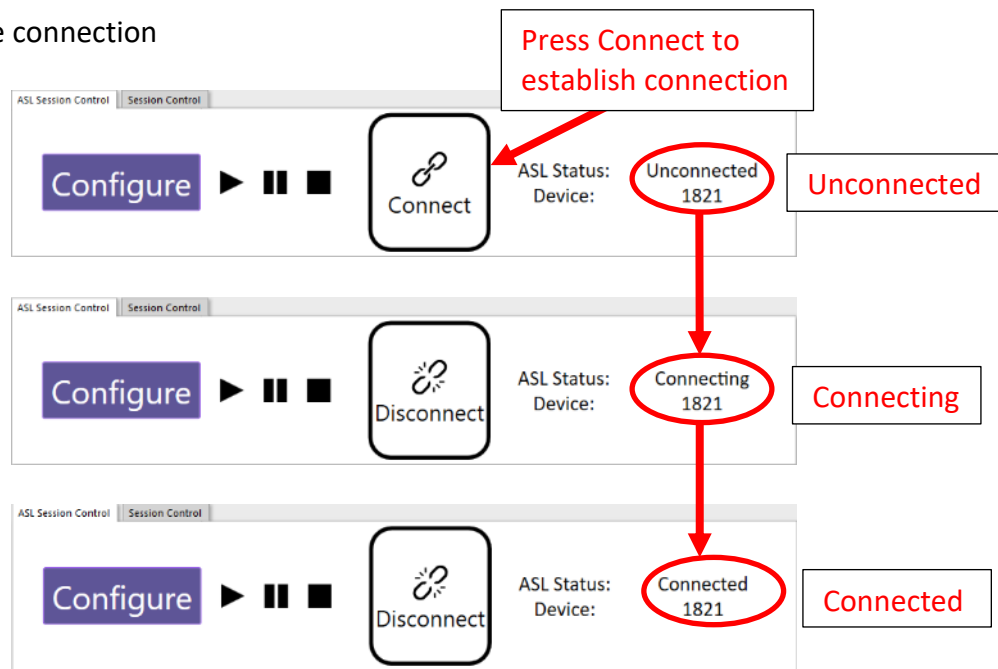 e connection
Press Connect to
establish connection
ASL Session Control Session Control
Configure
Connect
ASL Status: Unconnected
Device: 1821
Unconnected
ASL Session Control Session Control
Configure
Disconnect
ASL Status: Connecting
Device: 1821
Connecting
ASL Session Control Session Control
Configure
Disconnect
ASL Status: Connected
Device: 1821
Connected